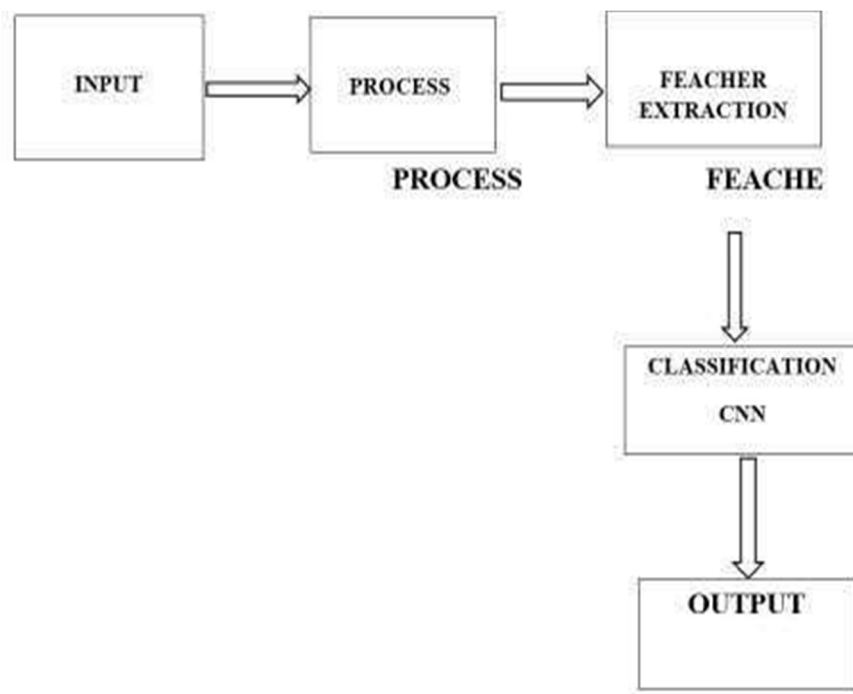 INPUT
PROCESS
FEACHER
EXTRACTION
PROCESS
FEACHE
CLASSIFICATION
CNN
OUTPUT